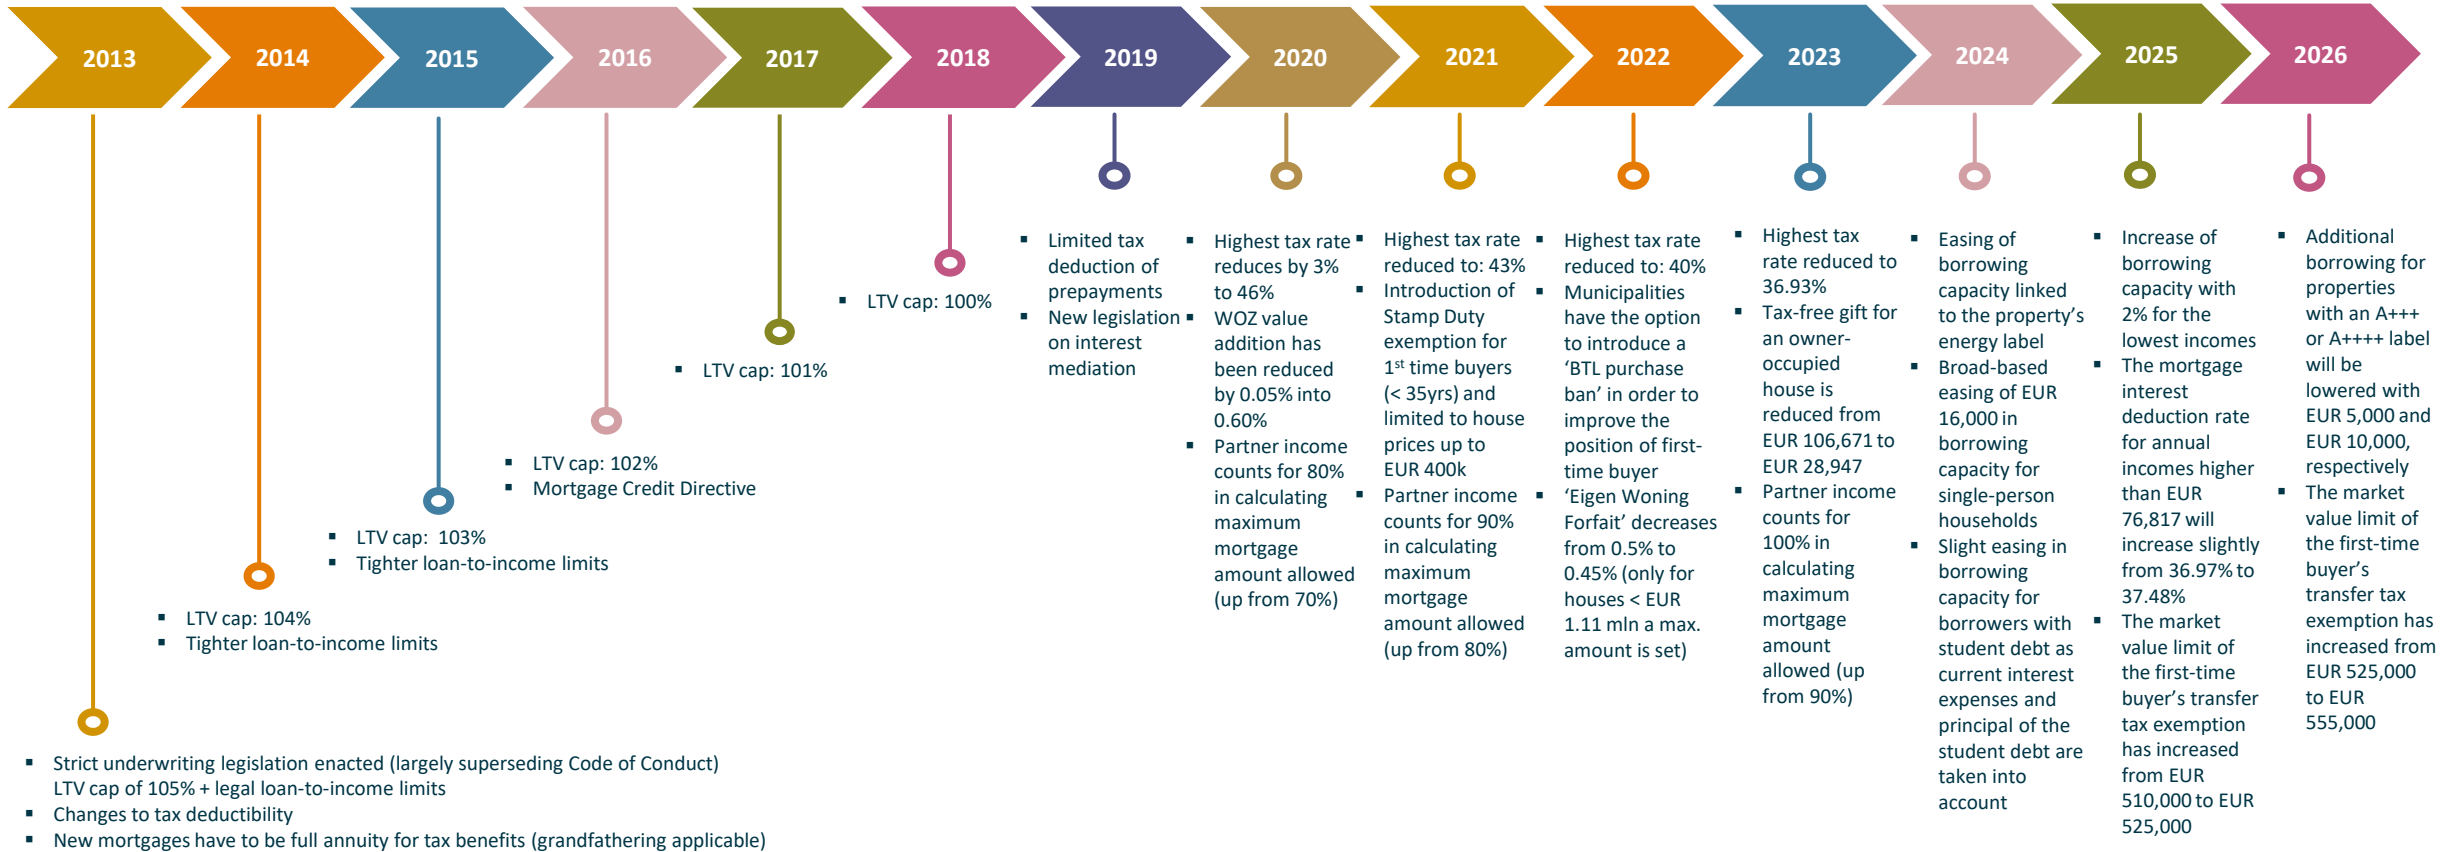 2013
2014
2015
2016
2017
2018
2019
2020
2021
2022
2023
2024
2025
2026
▪ Strict underwriting legislation enacted (largely superseding Code of Conduct)
LTV cap of 105% + legal loan-to-income limits
▪ Changes to tax deductibility
▪ New mortgages have to be full annuity for tax benefits (grandfathering applicable)
▪ LTV cap: 104%
▪ Tighter loan-to-income limits
▪ LTV cap: 103%
▪ Tighter loan-to-income limits
▪ LTV cap: 102%
▪ Mortgage Credit Directive
▪ LTV cap: 101%
▪ LTV cap: 100%
▪ Limited tax
deduction of
prepayments
▪ New legislation
on interest
mediation
▪ Highest tax rate
reduces by 3%
to 46%
▪ WOZ value
addition has
been reduced
by 0.05% into
0.60%
▪ Partner income
counts for 80%
in calculating
maximum
mortgage
amount allowed
(up from 70%)
▪ Highest tax rate
reduced to: 43%
▪ Introduction of
Stamp Duty
exemption for
1st time buyers
(< 35yrs) and
limited to house
prices up to
EUR 400k
▪ Partner income
counts for 90%
in calculating
maximum
mortgage
amount allowed
(up from 80%)
▪ Highest tax rate
reduced to: 40%
▪ Municipalities
have the option
to introduce a
‘BTL purchase
ban’ in order to
improve the
position of first-
time buyer
▪ ‘Eigen Woning
Forfait’ decreases
from 0.5% to
0.45% (only for
houses < EUR
1.11 mln a max.
amount is set)
▪ Highest tax
rate reduced to
36.93%
▪ Tax-free gift for
an owner-
occupied
house is
reduced from
EUR 106,671 to
EUR 28,947
▪ Partner income
counts for
100% in
calculating
maximum
mortgage
amount
allowed (up
from 90%)
▪ Easing of
borrowing
capacity linked
to the property’s
energy label
▪ Broad-based
easing of EUR
16,000 in
borrowing
capacity for
single-person
households
▪ Slight easing in
borrowing
capacity for
borrowers with
student debt as
current interest
expenses and
principal of the
student debt are
taken into
account
▪ Increase of
borrowing
capacity with
2% for the
lowest incomes
▪ The mortgage
interest
deduction rate
for annual
incomes higher
than EUR
76,817 will
increase slightly
from 36.97% to
37.48%
▪ The market
value limit of
the first-time
buyer’s transfer
tax exemption
has increased
from EUR
510,000 to EUR
525,000
▪ Additional
borrowing for
properties
with an A+++
or A++++ label
will be
lowered with
EUR 5,000 and
EUR 10,000,
respectively
▪ The market
value limit of
the first-time
buyer’s
transfer tax
exemption has
increased from
EUR 525,000
to EUR
555,000